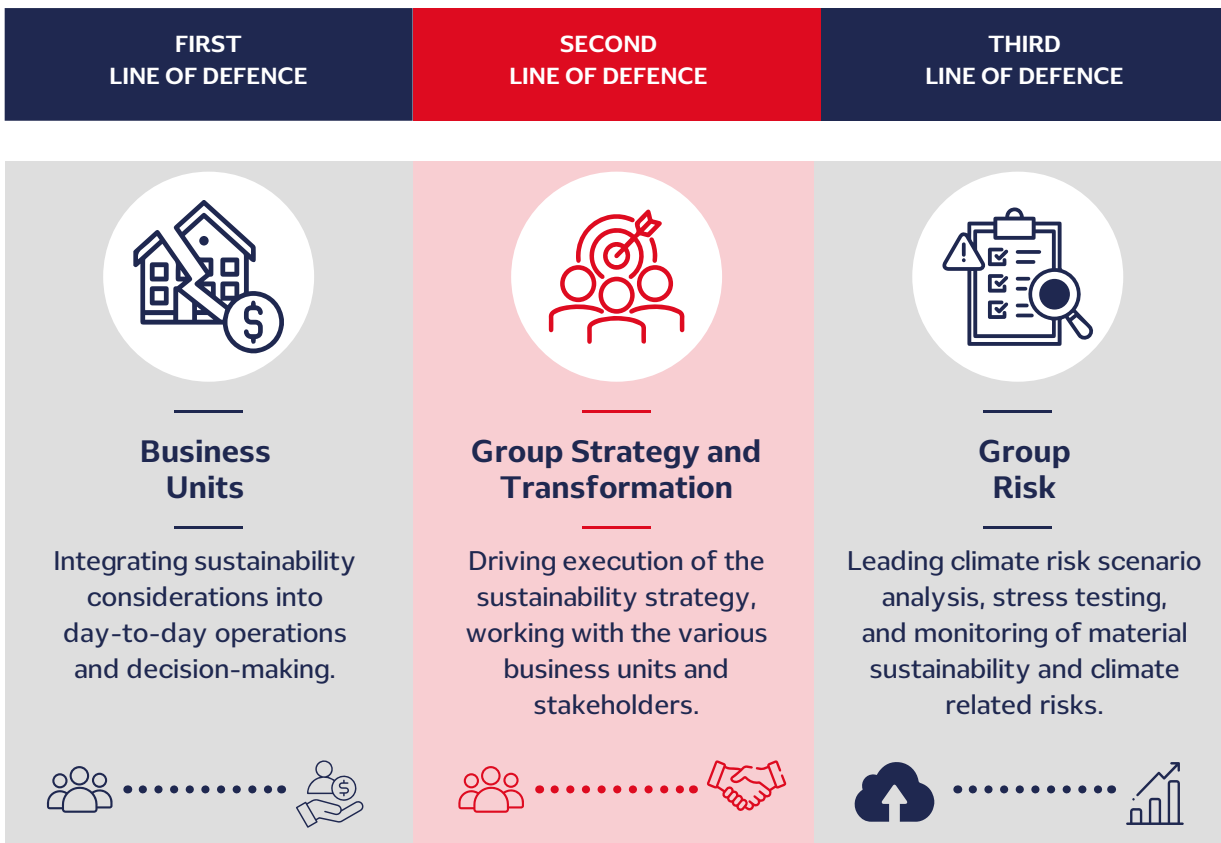 FIRST
LINE OF DEFENCE
SECOND
LINE OF DEFENCE
THIRD
LINE OF DEFENCE
$
Business
Units
Integrating sustainability
considerations into
day-to-day operations
and decision-making.
$
Group Strategy and
Transformation
Driving execution of the
sustainability strategy,
working with the various
business units and
stakeholders.
!
Group
Risk
Leading climate risk scenario
analysis, stress testing,
and monitoring of material
sustainability and climate
related risks.